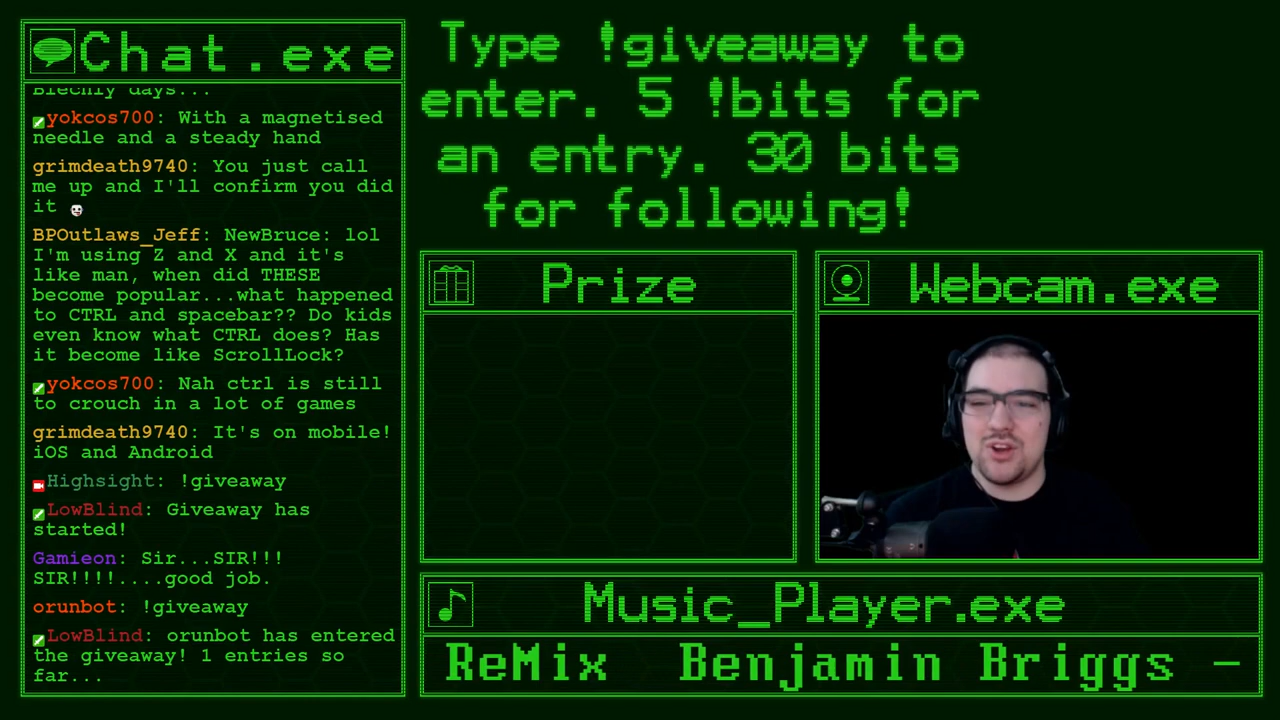 Chat.exe
Blechly days...
yokcos700: With a magnetised
needle and a steady hand
grimdeath9740: You just call
me up and I'll confirm you did
it
BPOutlaws_Jeff: NewBruce: lol
I'm using Z and X and it's
like man, when did THESE
become popular...what happened
to CTRL and spacebar?? Do kids
even know what CTRL does? Has
it become like ScrollLock?
yokcos700: Nah ctrl is still
to crouch in a lot of games
grimdeath9740: It's on mobile!
iOS and Android
Highsight: !giveaway
LowBlind: Giveaway has
started!
Gamieon: Sir...SIR!!!
SIR!!!!....good job.
orunbot: !giveaway
LowBlind: orunbot has entered
the giveaway! 1 entries so
far...
Type !giveaway to
enter. 5 !bits for
an entry. 30 bits
for following!
Prize
Webcam.exe
Music_Player.exe
ReMix Benjamin Briggs -